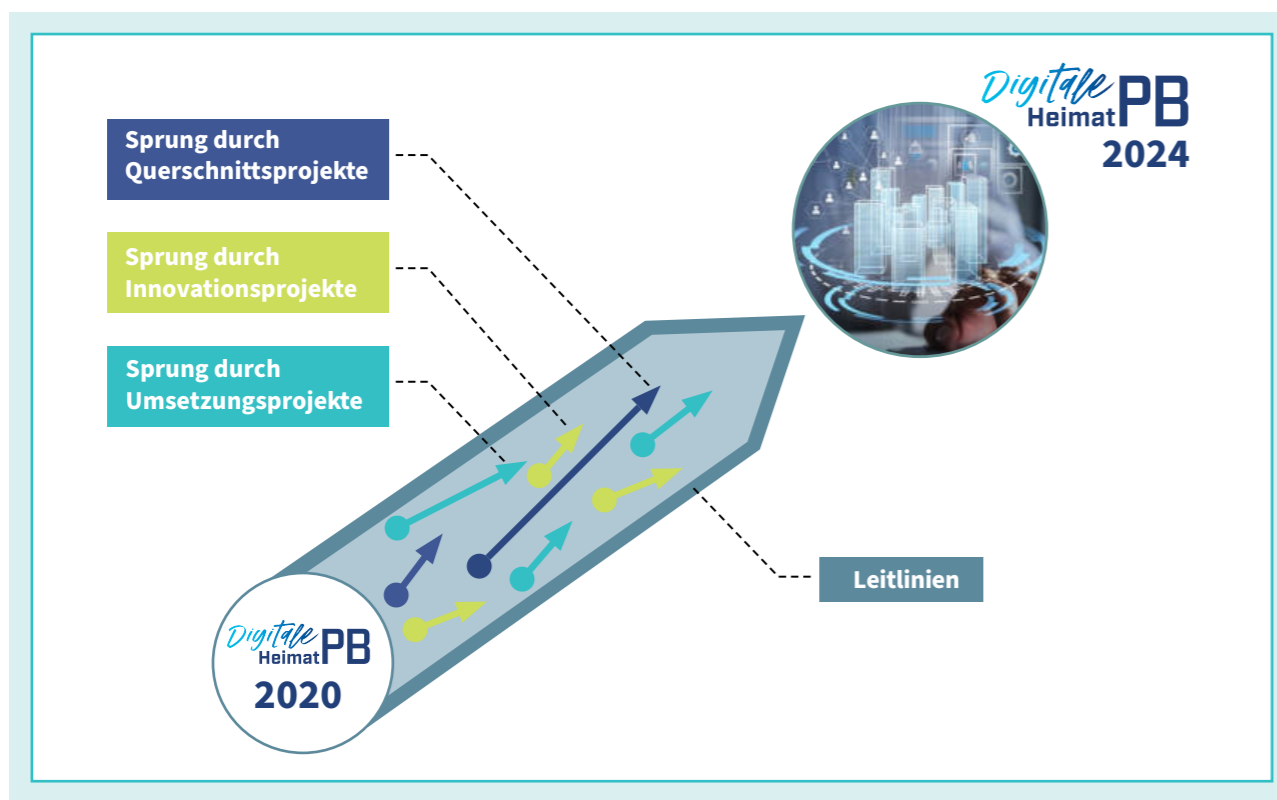 Digitale
Heimat PB
2024
Sprung durch
Querschnittsprojekte
Sprung durch
Innovationsprojekte
Sprung durch
Umsetzungsprojekte
Leitlinien
Digitale
Heimat PB
2020